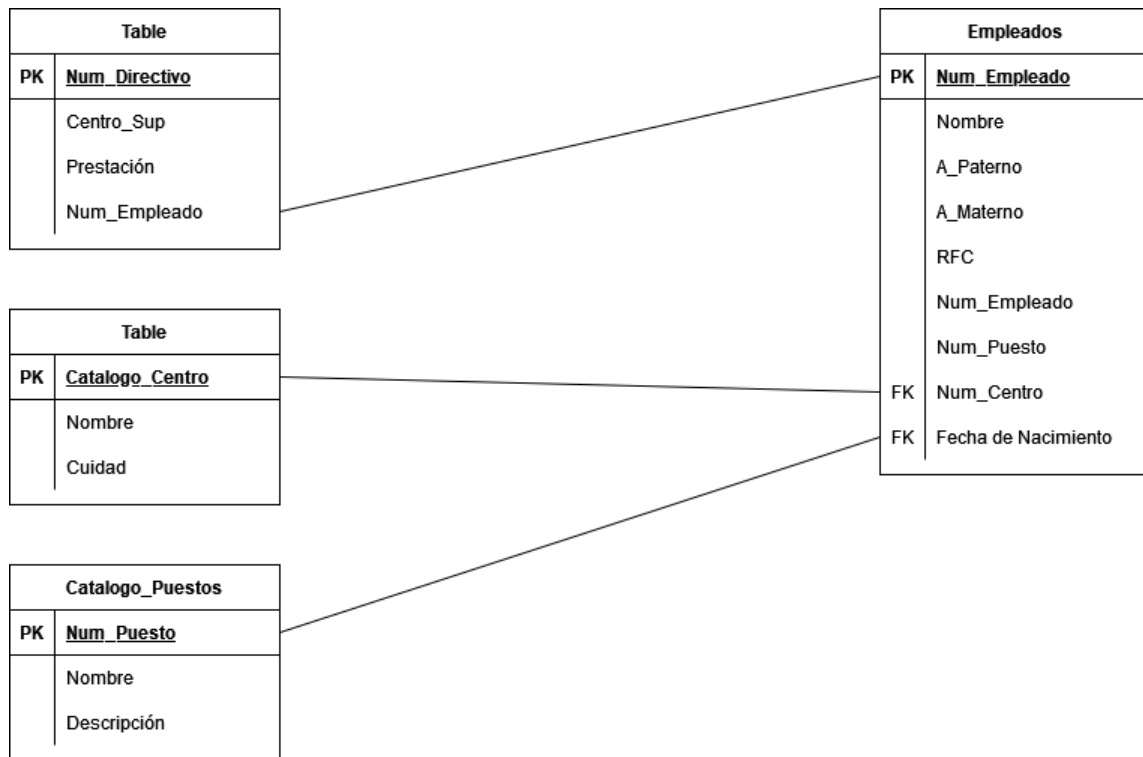 Table
PK Num_Directivo
Centro_Sup
Prestación
Num_Empleado
Table
PK Catalogo_Centro
Nombre
Cuidad
Catalogo_Puestos
PK Num_Puesto
Nombre
Descripción
Empleados
PK Num_Empleado
Nombre
A_Paterno
A_Materno
RFC
Num_Empleado
Num_Puesto
FK Num_Centro
FK Fecha de Nacimiento